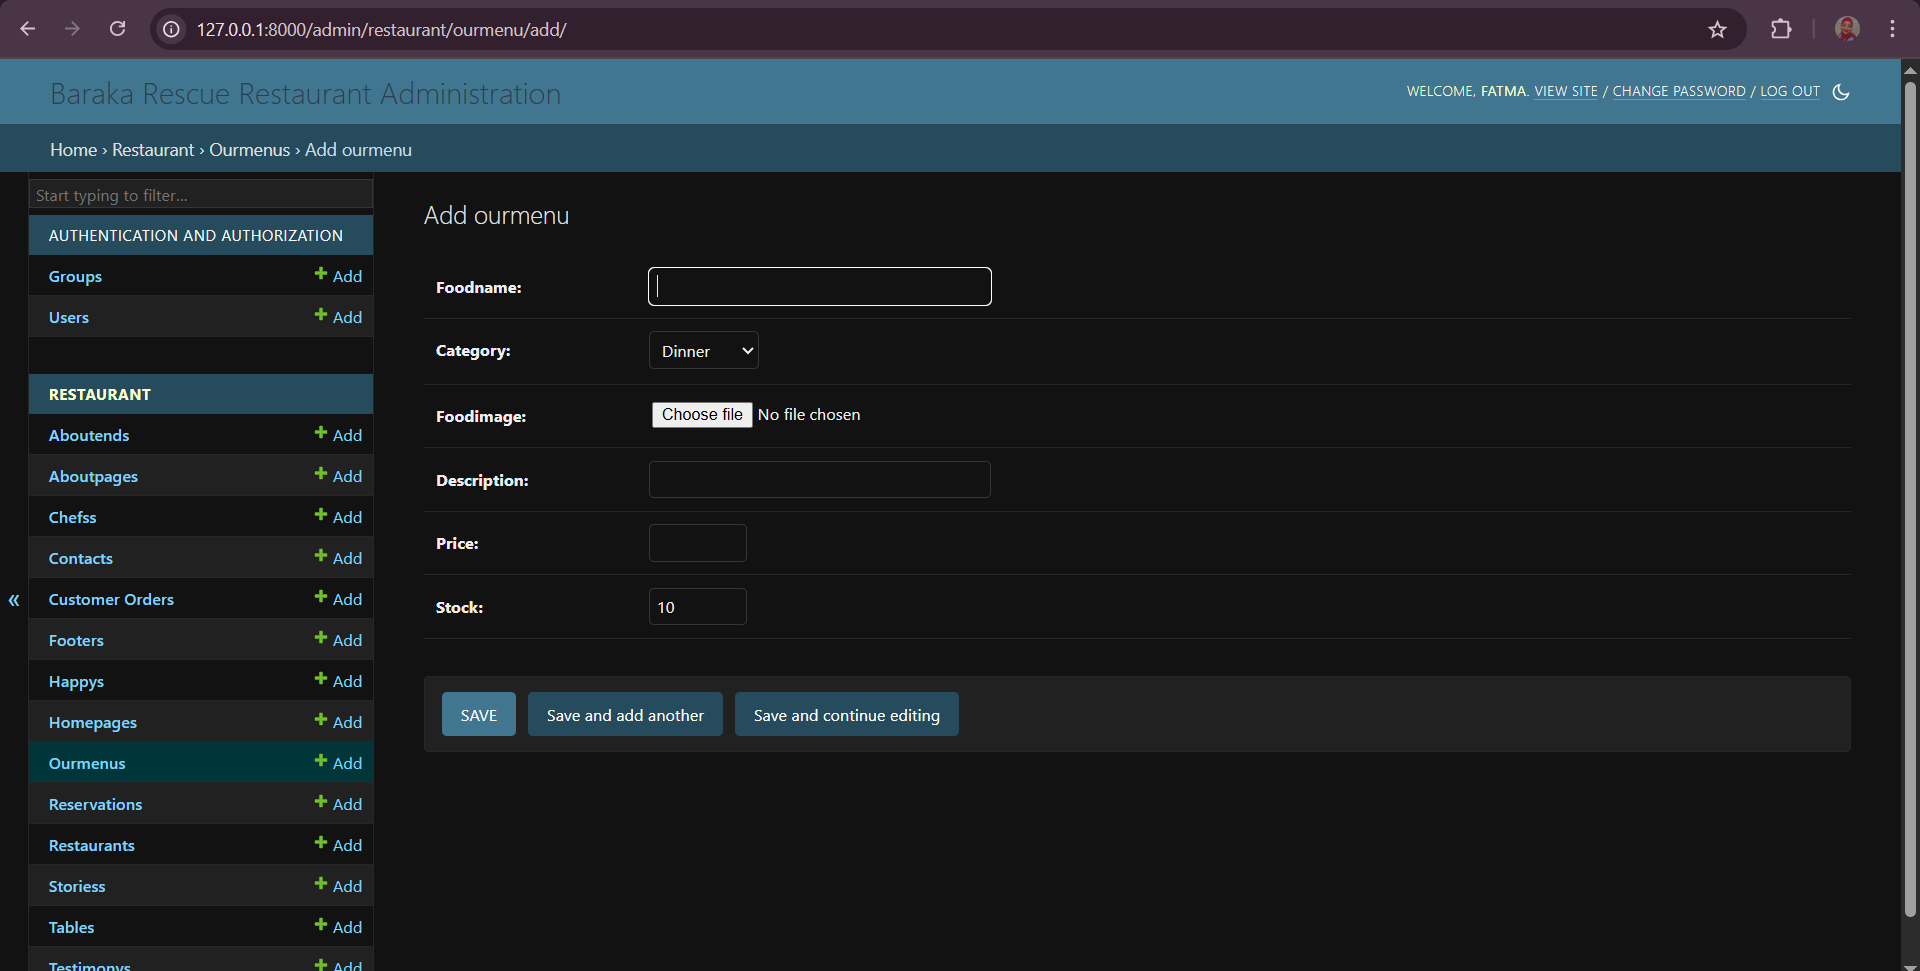 127.0.0.1:8000/admin/restaurant/ourmenu/add/
Baraka Rescue Restaurant Administration
WELCOME, FATMA. VIEW SITE / CHANGE PASSWORD / LOG OUT
Home › Restaurant › Ourmenus › Add ourmenu
Start typing to filter...
AUTHENTICATION AND AUTHORIZATION
Groups Add
Users Add
RESTAURANT
Aboutends Add
Aboutpages Add
Chefss Add
Contacts Add
Customer Orders Add
Footers Add
Happys Add
Homepages Add
Ourmenus Add
Reservations Add
Restaurants Add
Storiess Add
Tables Add
Testimonys Add
«
Add ourmenu
Foodname:
Category: Dinner
Foodimage: Choose file No file chosen
Description:
Price:
Stock: 10
SAVE Save and add another Save and continue editing